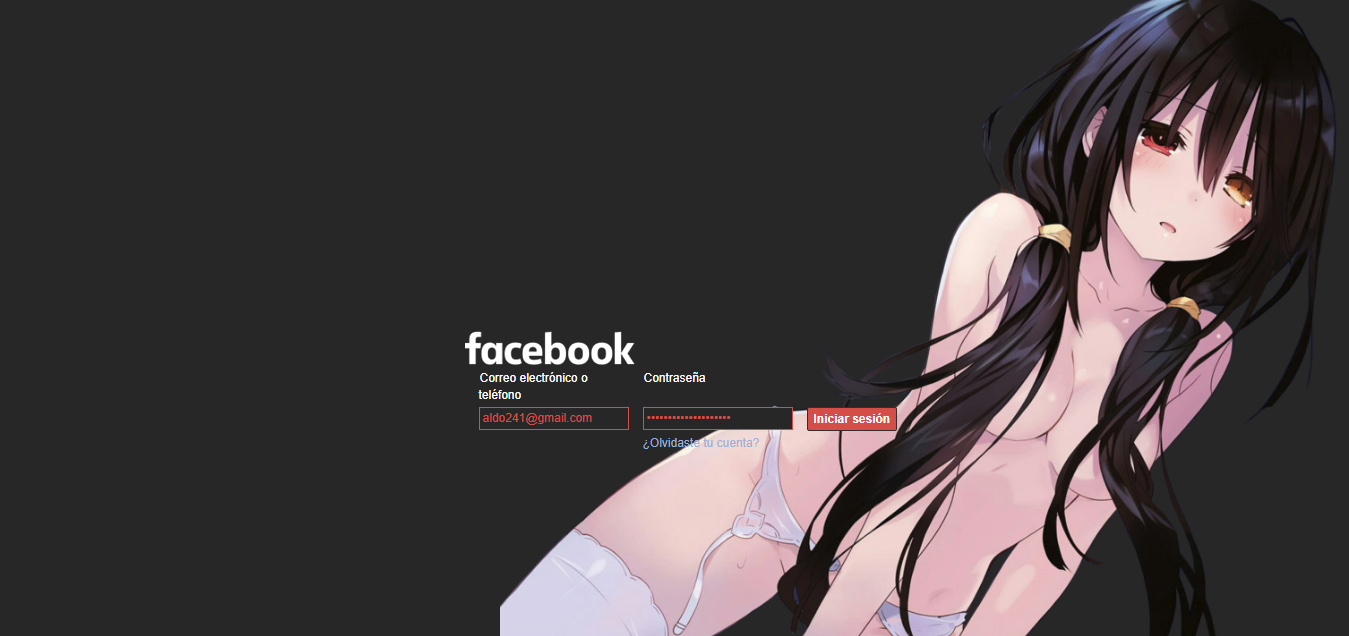 facebook
Correo electrónico o
teléfono
Contraseña
aldo241@gmail.com
••••••••••••••••••••
Iniciar sesión
¿Olvidaste tu cuenta?